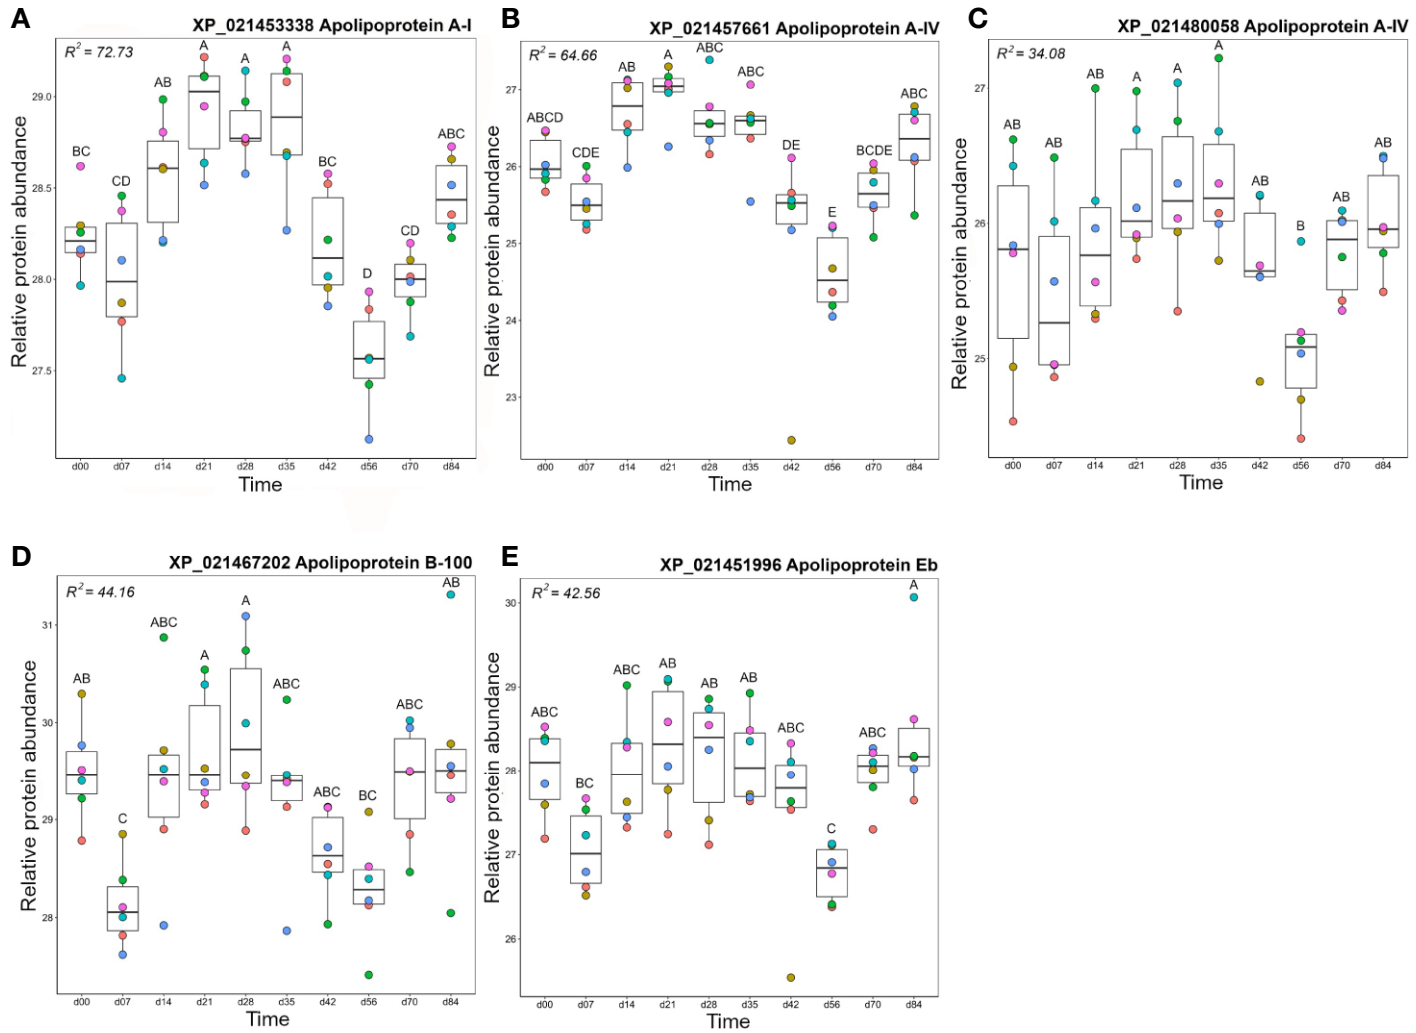 A
XP_021453338 Apolipoprotein A-I
R² = 72.73
Relative protein abundance
29.0
28.5
28.0
27.5
BC
CD
AB
A
A
A
BC
D
CD
ABC
d00 d07 d14 d21 d28 d35 d42 d56 d70 d84
Time
B
XP_021457661 Apolipoprotein A-IV
R² = 64.66
Relative protein abundance
27
26
25
24
23
ABCD
CDE
AB
A
ABC
ABC
DE
E
BCDE
ABC
d00 d07 d14 d21 d28 d35 d42 d56 d70 d84
Time
C
XP_021480058 Apolipoprotein A-IV
R² = 34.08
Relative protein abundance
27
26
25
AB
AB
AB
A
A
A
AB
B
AB
AB
d00 d07 d14 d21 d28 d35 d42 d56 d70 d84
Time
D
XP_021467202 Apolipoprotein B-100
R² = 44.16
Relative protein abundance
31
30
29
28
AB
C
ABC
A
A
ABC
ABC
BC
ABC
AB
d00 d07 d14 d21 d28 d35 d42 d56 d70 d84
Time
E
XP_021451996 Apolipoprotein Eb
R² = 42.56
Relative protein abundance
30
29
28
27
26
ABC
BC
ABC
AB
AB
AB
ABC
C
ABC
A
d00 d07 d14 d21 d28 d35 d42 d56 d70 d84
Time